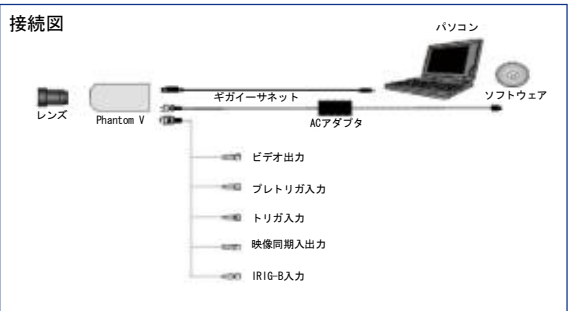 接続図
パソコン
ソフトウェア
ギガイーサネット
レンズ
Phantom V
ACアダプタ
ビデオ出力
プレトリガ入力
トリガ入力
映像同期入出力
IRIG-B入力